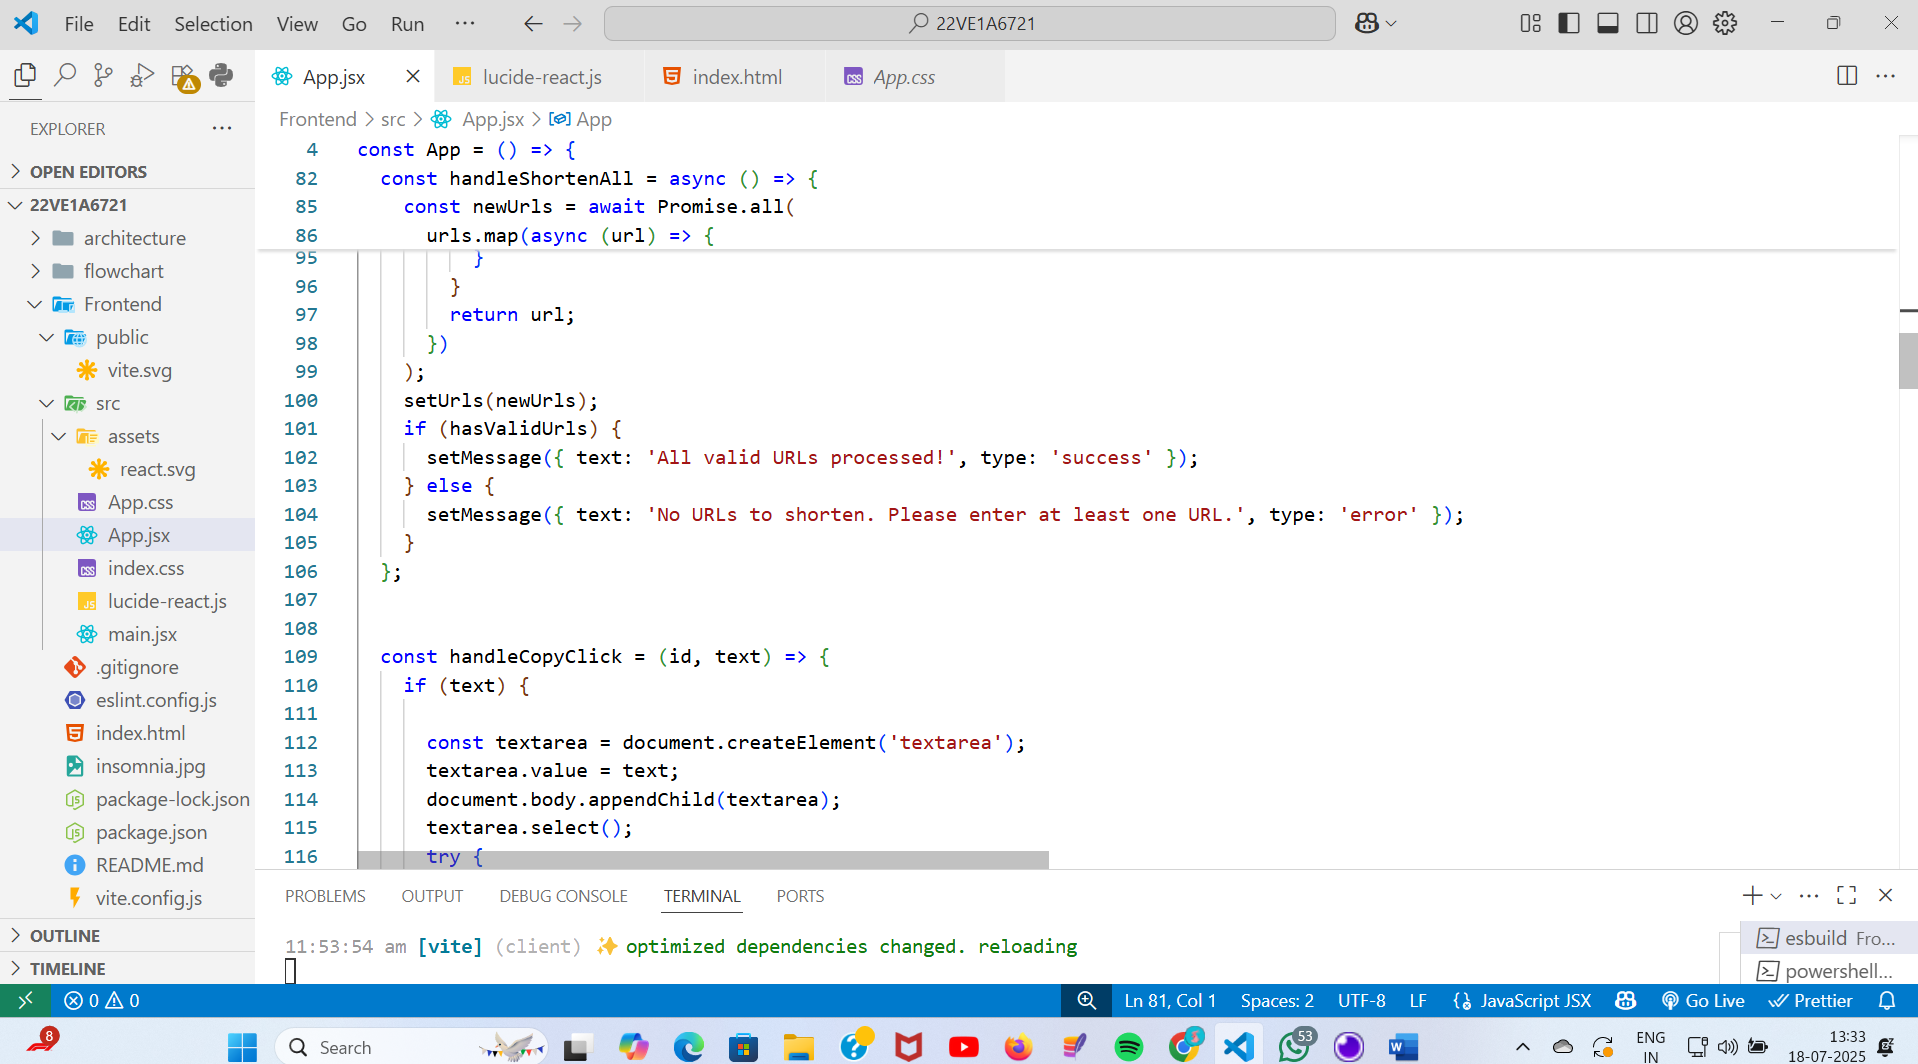 File Edit Selection View Go Run ··· 22VE1A6721
App.jsx lucide-react.js index.html App.css
EXPLORER
OPEN EDITORS
22VE1A6721
architecture
flowchart
Frontend
public
vite.svg
src
assets
react.svg
App.css
App.jsx
index.css
lucide-react.js
main.jsx
.gitignore
eslint.config.js
index.html
insomnia.jpg
package-lock.json
package.json
README.md
vite.config.js
OUTLINE
TIMELINE
Frontend > src > App.jsx > App
4 const App = () => {
82 const handleShortenAll = async () => {
85 const newUrls = await Promise.all(
86 urls.map(async (url) => {
95 }
96 }
97 return url;
98 })
99 );
100 setUrls(newUrls);
101 if (hasValidUrls) {
102 setMessage({ text: 'All valid URLs processed!', type: 'success' });
103 } else {
104 setMessage({ text: 'No URLs to shorten. Please enter at least one URL.', type: 'error' });
105 }
106 };
107
108
109 const handleCopyClick = (id, text) => {
110 if (text) {
111
112 const textarea = document.createElement('textarea');
113 textarea.value = text;
114 document.body.appendChild(textarea);
115 textarea.select();
116 try {
PROBLEMS OUTPUT DEBUG CONSOLE TERMINAL PORTS
11:53:54 am [vite] (client) ✨ optimized dependencies changed. reloading
esbuild Fro...
powershell...
0 0 Ln 81, Col 1 Spaces: 2 UTF-8 LF {} JavaScript JSX Go Live Prettier
8 Search 5 53 ENG 13:33
IN 18-07-2025